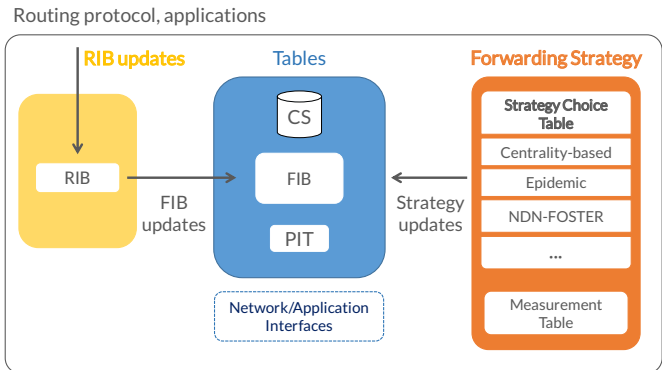 Routing protocol, applications
RIB updates
Tables
Forwarding Strategy
CS
Strategy Choice
Table
Centrality-based
Epidemic
NDN-FOSTER
...
Measurement
Table
RIB
FIB
FIB
updates
Strategy
updates
PIT
Network/Application
Interfaces